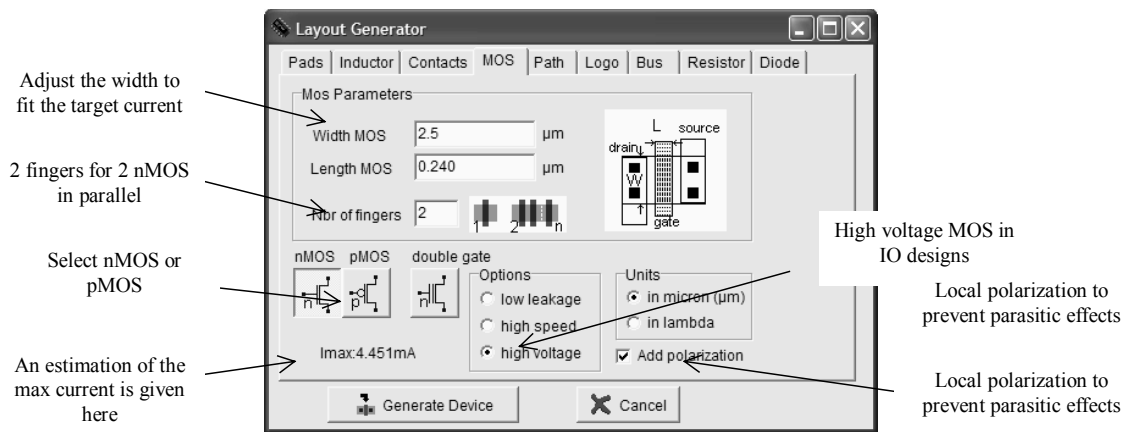 Layout Generator
Pads Inductor Contacts MOS Path Logo Bus Resistor Diode
Adjust the width to
fit the target current
2 fingers for 2 nMOS
in parallel
Select nMOS or
pMOS
An estimation of the
max current is given
here
Mos Parameters
Width MOS 2.5 µm
Length MOS 0.240 µm
Nbr of fingers 2
1 2 n
L source
drain
W
gate
nMOS pMOS double gate
n p n
Options
low leakage
high speed
high voltage
Units
in micron (µm)
in lambda
Add polarization
Imax:4.451mA
Generate Device Cancel
High voltage MOS in
IO designs
Local polarization to
prevent parasitic effects
Local polarization to
prevent parasitic effects